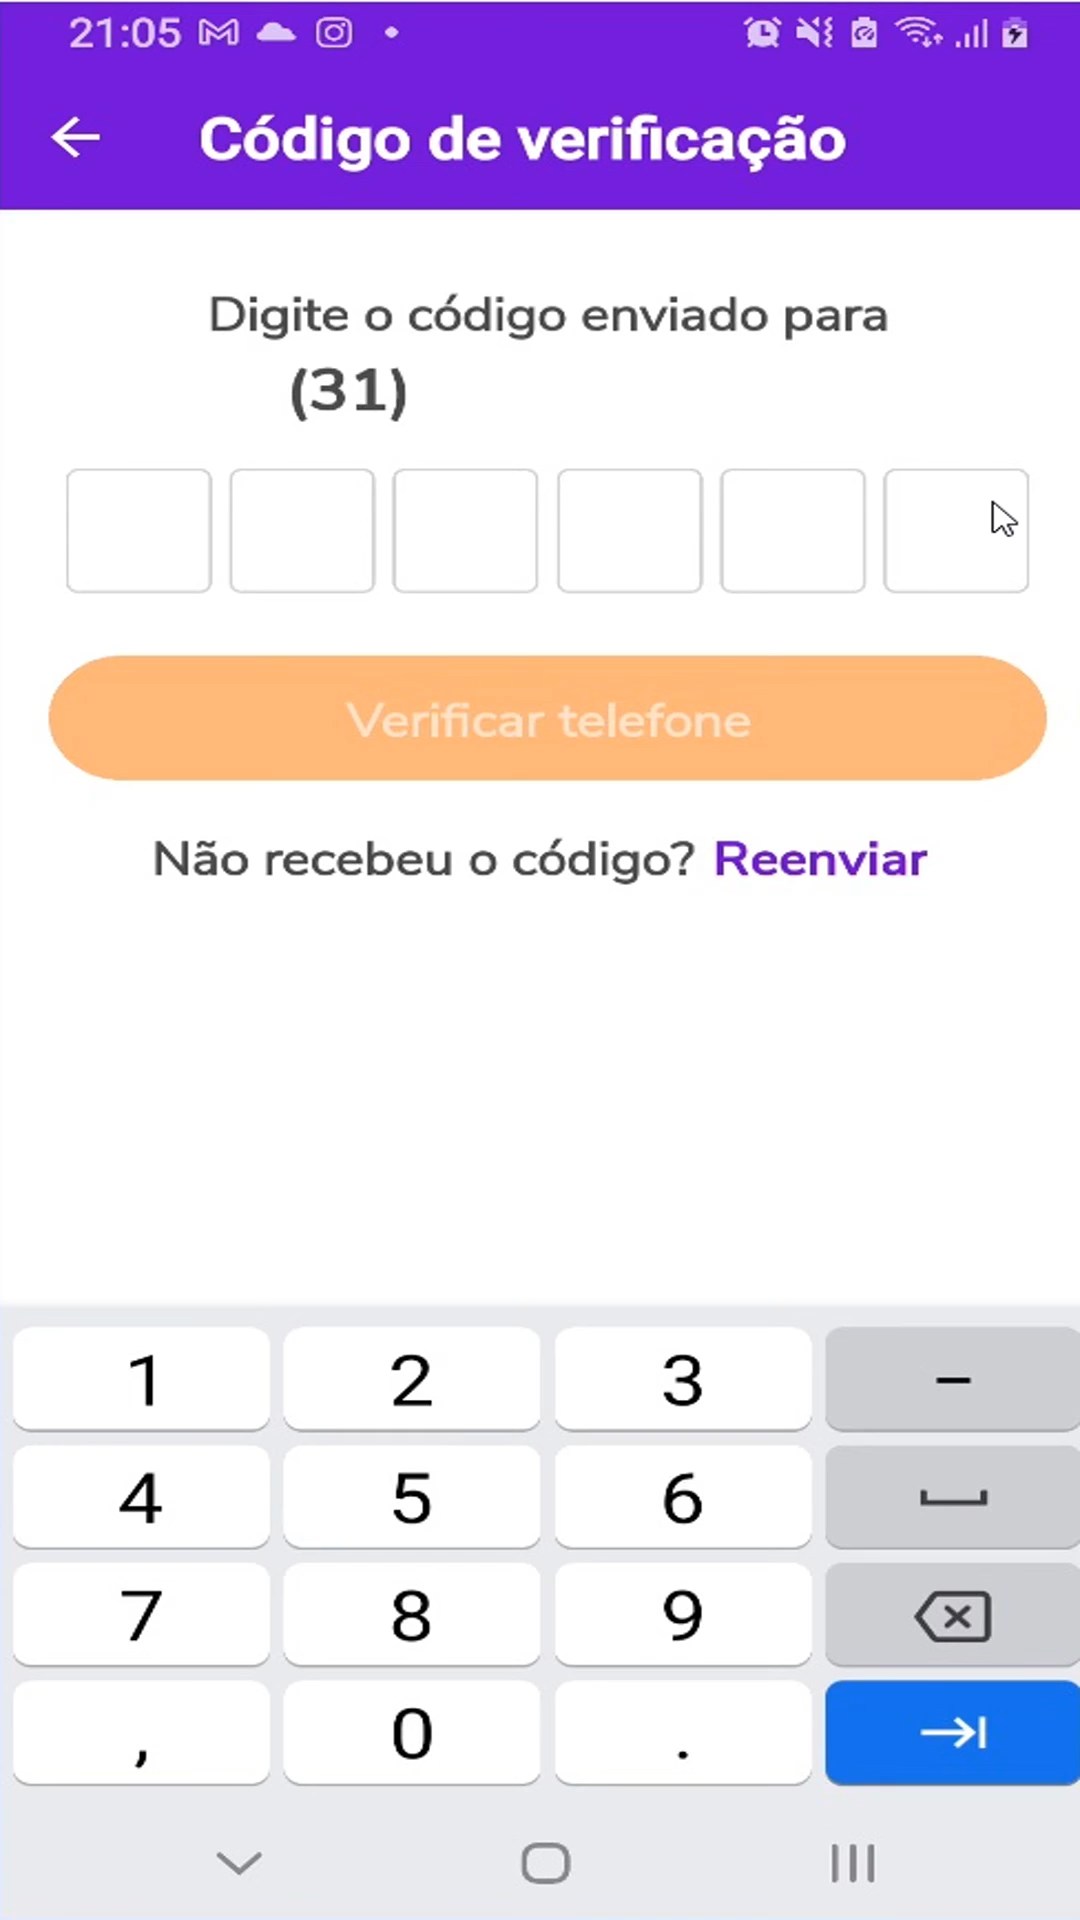 21:05
Código de verificação
Digite o código enviado para
(31)
Verificar telefone
Não recebeu o código? Reenviar
1 2 3 -
4 5 6
7 8 9
, 0 .